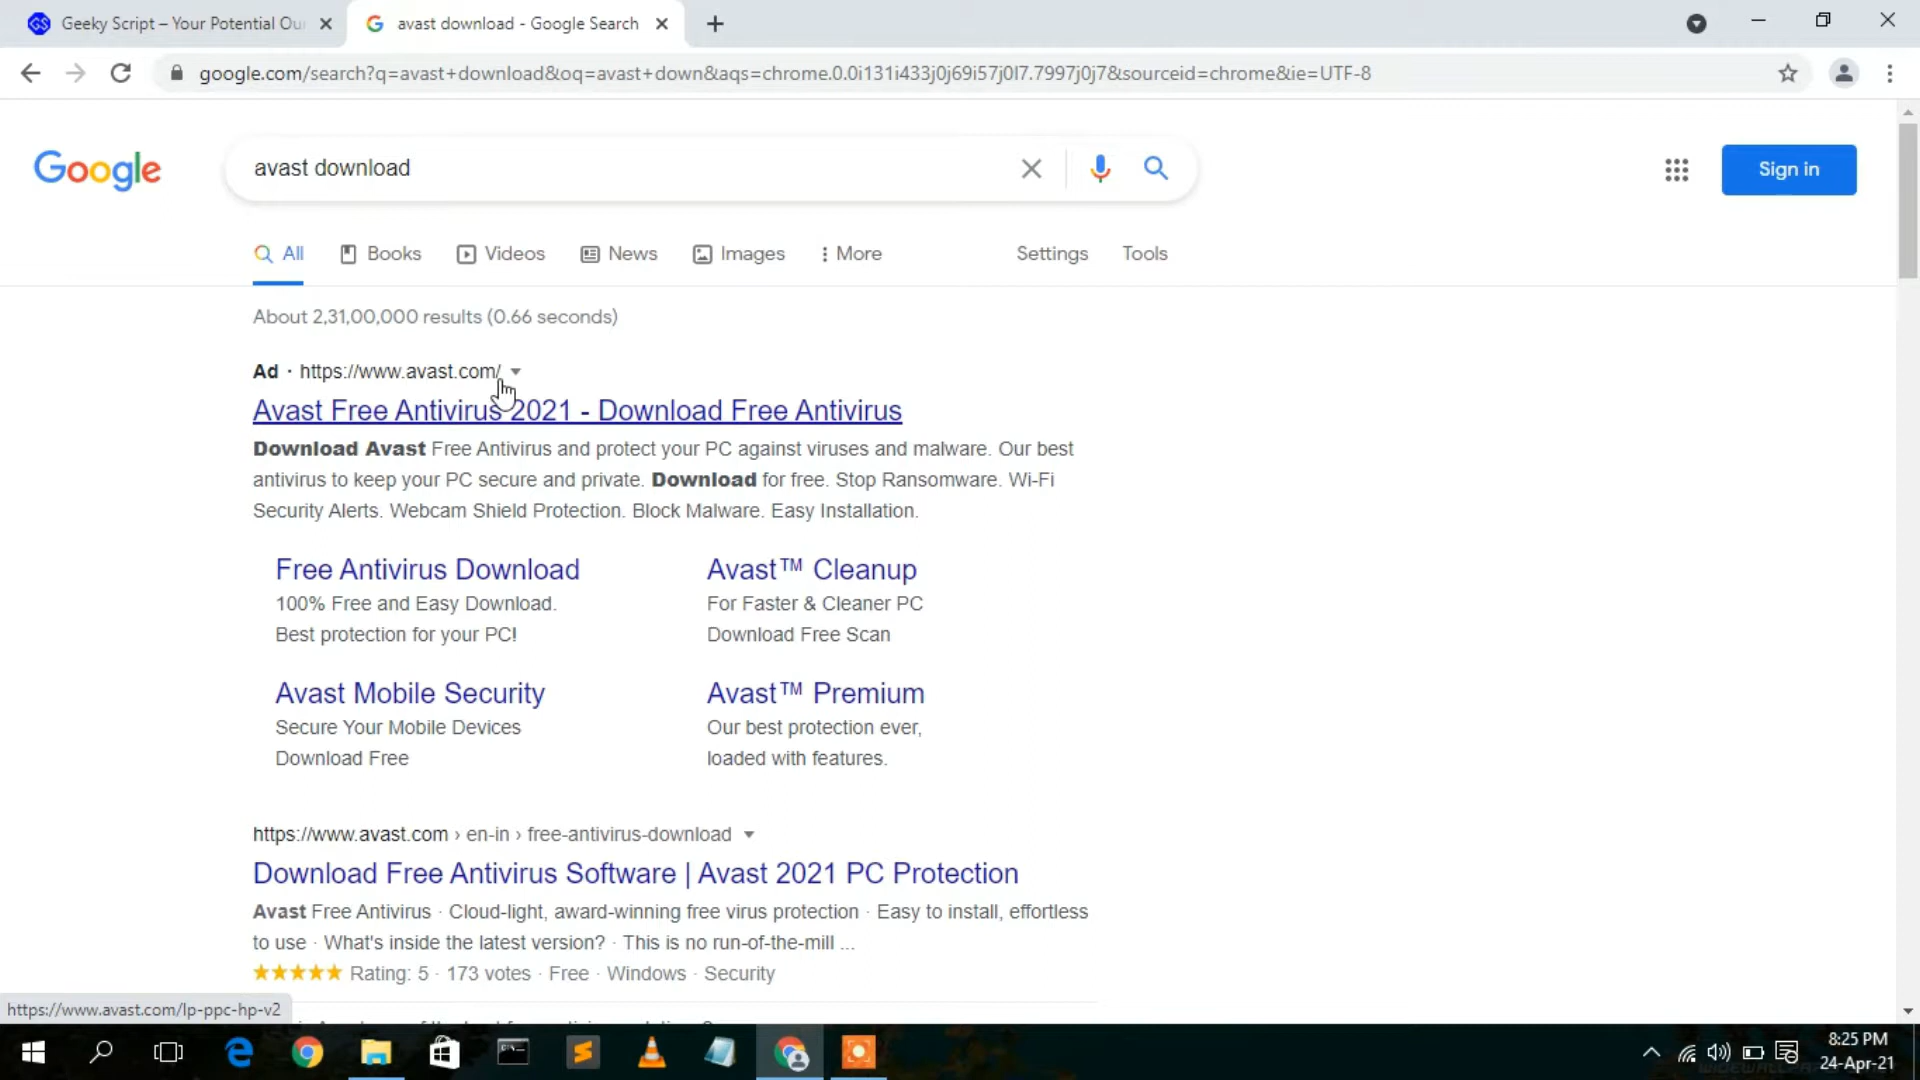 Geeky Script – Your Potential Ou
avast download - Google Search
google.com/search?q=avast+download&oq=avast+down&aqs=chrome.0.0i131i433j0j69i57j0l7.7997j0j7&sourceid=chrome&ie=UTF-8
Google
avast download
Sign in
All
Books
Videos
News
Images
More
Settings
Tools
About 2,31,00,000 results (0.66 seconds)
Ad · https://www.avast.com/
Avast Free Antivirus 2021 - Download Free Antivirus
Download Avast Free Antivirus and protect your PC against viruses and malware. Our best
antivirus to keep your PC secure and private. Download for free. Stop Ransomware. Wi-Fi
Security Alerts. Webcam Shield Protection. Block Malware. Easy Installation.
Free Antivirus Download
100% Free and Easy Download.
Best protection for your PC!
Avast™ Cleanup
For Faster & Cleaner PC
Download Free Scan
Avast Mobile Security
Secure Your Mobile Devices
Download Free
Avast™ Premium
Our best protection ever,
loaded with features.
https://www.avast.com › en-in › free-antivirus-download
Download Free Antivirus Software | Avast 2021 PC Protection
Avast Free Antivirus · Cloud-light, award-winning free virus protection · Easy to install, effortless
to use · What's inside the latest version? · This is no run-of-the-mill ...
Rating: 5 · 173 votes · Free · Windows · Security
https://www.avast.com/lp-ppc-hp-v2
8:25 PM
24-Apr-21